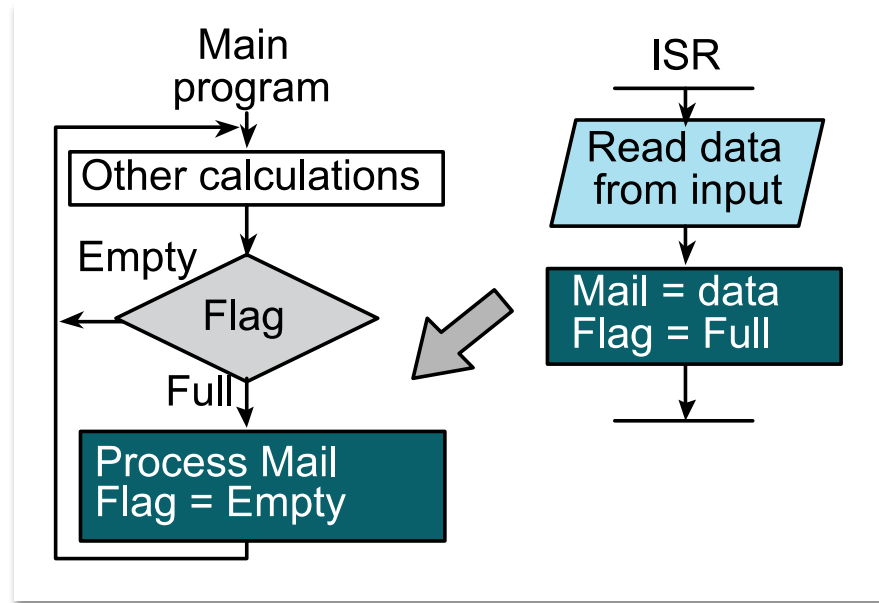 Main
program
Other calculations
Empty
Flag
Full
Process Mail
Flag = Empty
ISR
Read data
from input
Mail = data
Flag = Full